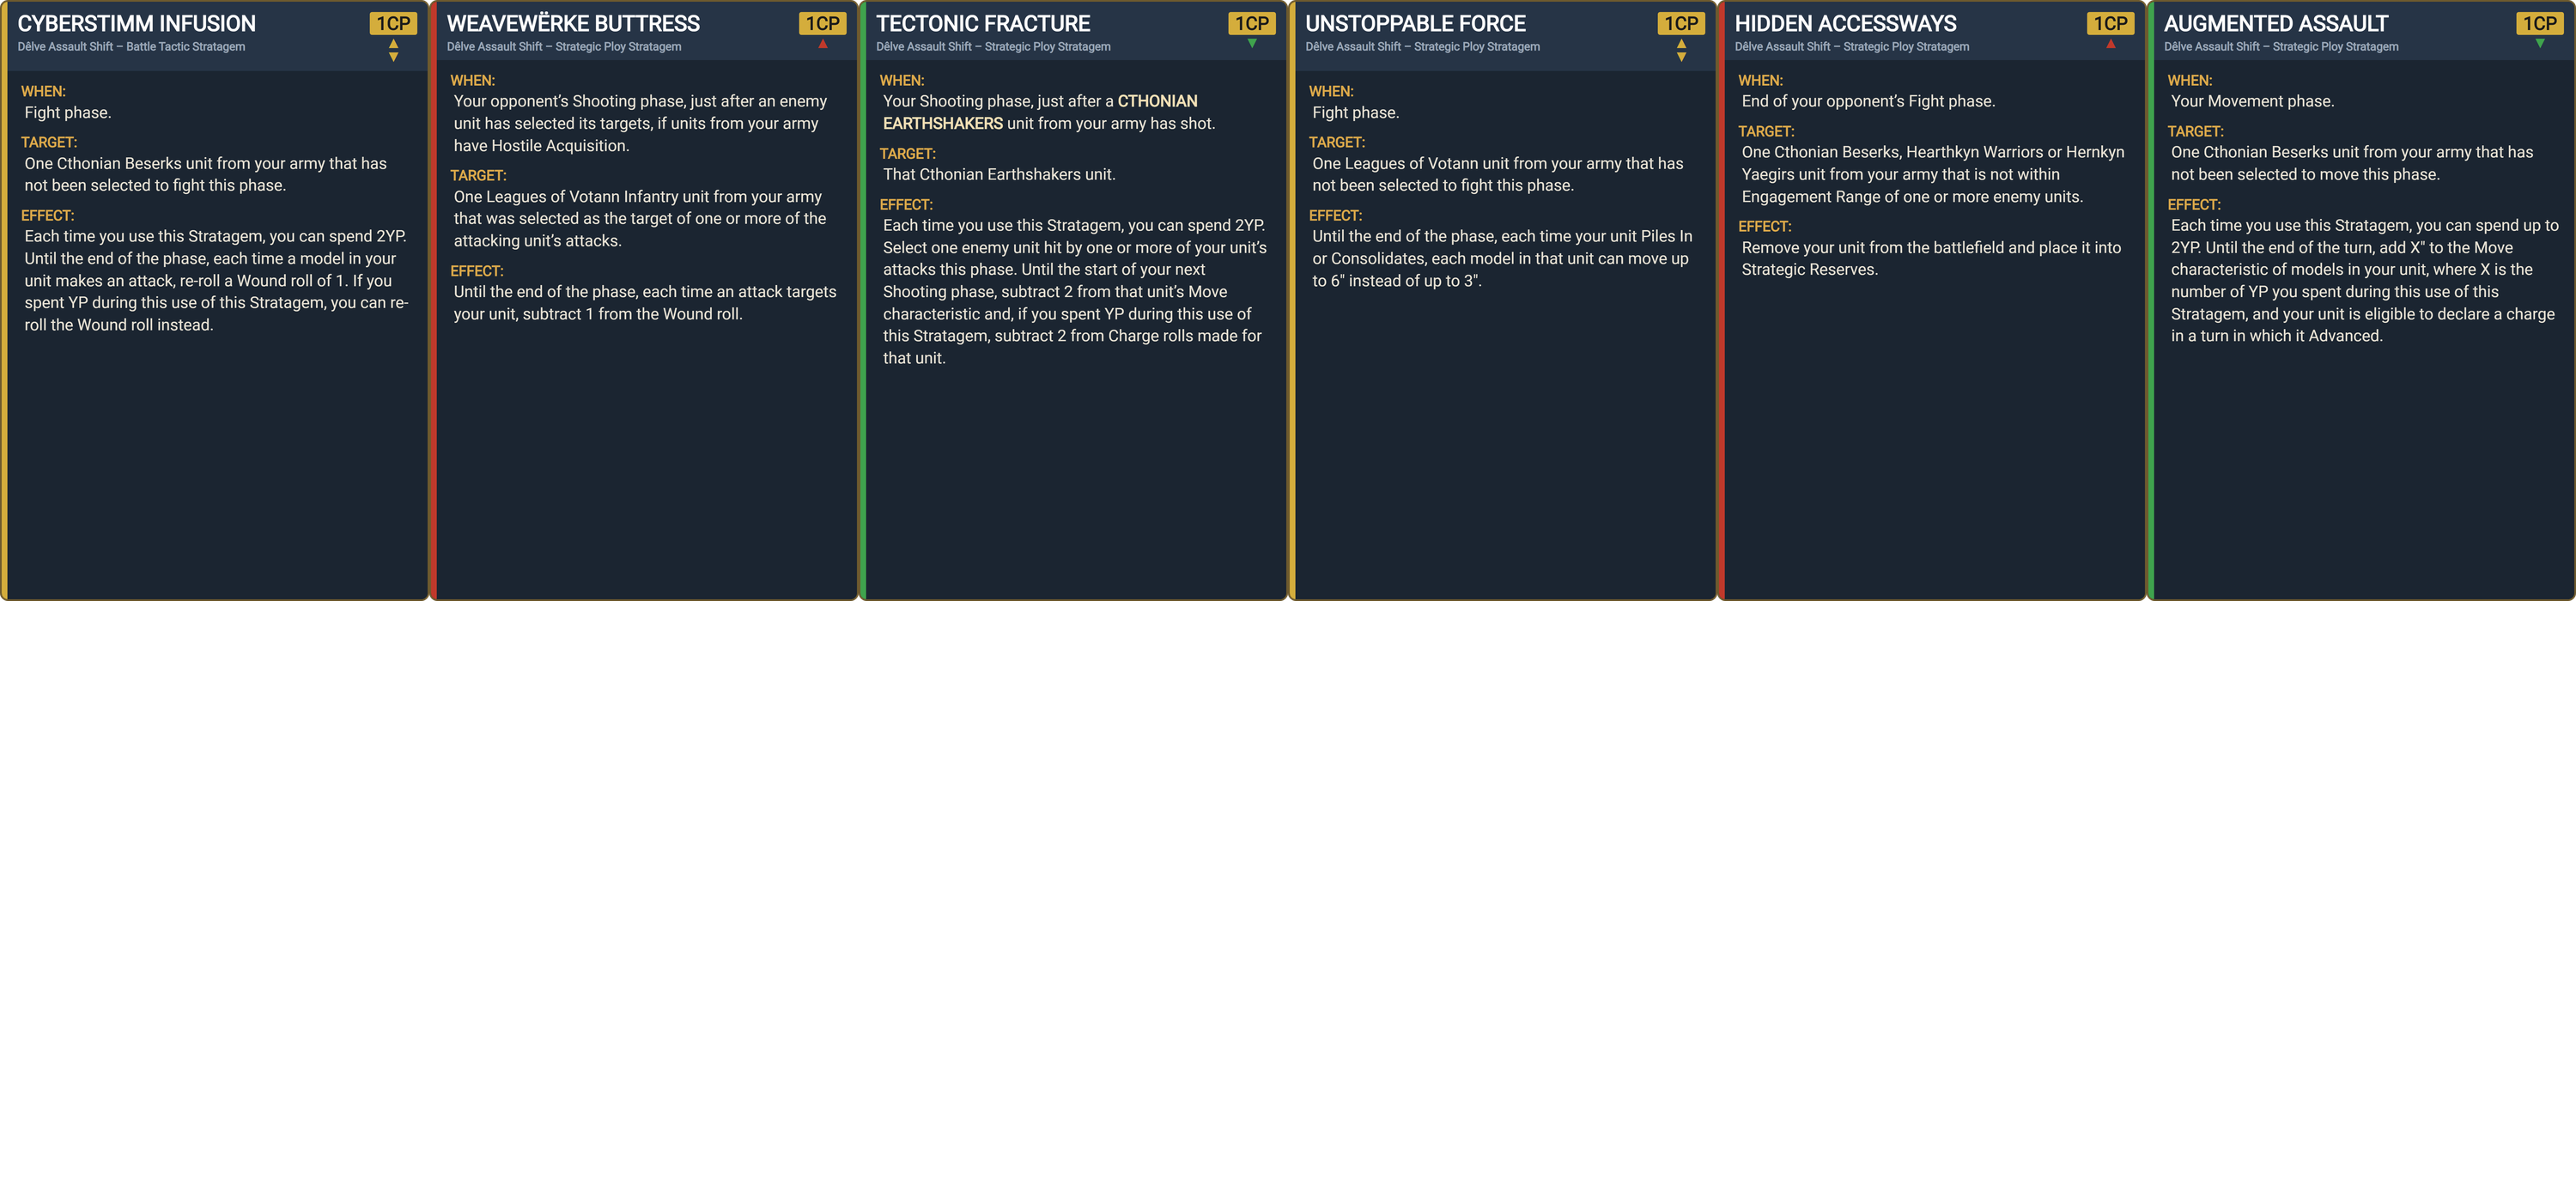 CYBERSTIMM INFUSION
1CP
Dêlve Assault Shift – Battle Tactic Stratagem
WHEN:
Fight phase.
TARGET:
One Cthonian Beserks unit from your army that has
not been selected to fight this phase.
EFFECT:
Each time you use this Stratagem, you can spend 2YP.
Until the end of the phase, each time a model in your
unit makes an attack, re-roll a Wound roll of 1. If you
spent YP during this use of this Stratagem, you can re-
roll the Wound roll instead.
WEAVEWËRKE BUTTRESS
1CP
Dêlve Assault Shift – Strategic Ploy Stratagem
WHEN:
Your opponent’s Shooting phase, just after an enemy
unit has selected its targets, if units from your army
have Hostile Acquisition.
TARGET:
One Leagues of Votann Infantry unit from your army
that was selected as the target of one or more of the
attacking unit’s attacks.
EFFECT:
Until the end of the phase, each time an attack targets
your unit, subtract 1 from the Wound roll.
TECTONIC FRACTURE
1CP
Dêlve Assault Shift – Strategic Ploy Stratagem
WHEN:
Your Shooting phase, just after a CTHONIAN
EARTHSHAKERS unit from your army has shot.
TARGET:
That Cthonian Earthshakers unit.
EFFECT:
Each time you use this Stratagem, you can spend 2YP.
Select one enemy unit hit by one or more of your unit’s
attacks this phase. Until the start of your next
Shooting phase, subtract 2 from that unit’s Move
characteristic and, if you spent YP during this use of
this Stratagem, subtract 2 from Charge rolls made for
that unit.
UNSTOPPABLE FORCE
1CP
Dêlve Assault Shift – Strategic Ploy Stratagem
WHEN:
Fight phase.
TARGET:
One Leagues of Votann unit from your army that has
not been selected to fight this phase.
EFFECT:
Until the end of the phase, each time your unit Piles In
or Consolidates, each model in that unit can move up
to 6" instead of up to 3".
HIDDEN ACCESSWAYS
1CP
Dêlve Assault Shift – Strategic Ploy Stratagem
WHEN:
End of your opponent’s Fight phase.
TARGET:
One Cthonian Beserks, Hearthkyn Warriors or Hernkyn
Yaegirs unit from your army that is not within
Engagement Range of one or more enemy units.
EFFECT:
Remove your unit from the battlefield and place it into
Strategic Reserves.
AUGMENTED ASSAULT
1CP
Dêlve Assault Shift – Strategic Ploy Stratagem
WHEN:
Your Movement phase.
TARGET:
One Cthonian Beserks unit from your army that has
not been selected to move this phase.
EFFECT:
Each time you use this Stratagem, you can spend up to
2YP. Until the end of the turn, add X" to the Move
characteristic of models in your unit, where X is the
number of YP you spent during this use of this
Stratagem, and your unit is eligible to declare a charge
in a turn in which it Advanced.